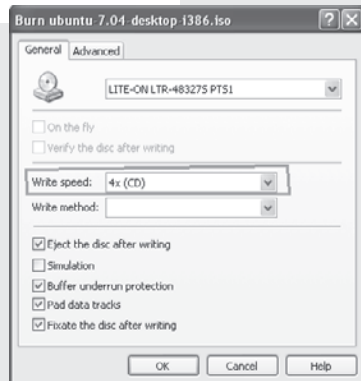 Burn ubuntu-7.04-desktop-i386.iso
General Advanced
LITE-ON LTR-48327S PTS1
On the fly
Verify the disc after writing
Write speed: 4x (CD)
Write method:
Eject the disc after writing
Simulation
Buffer underrun protection
Pad data tracks
Fixate the disc after writing
OK Cancel Help